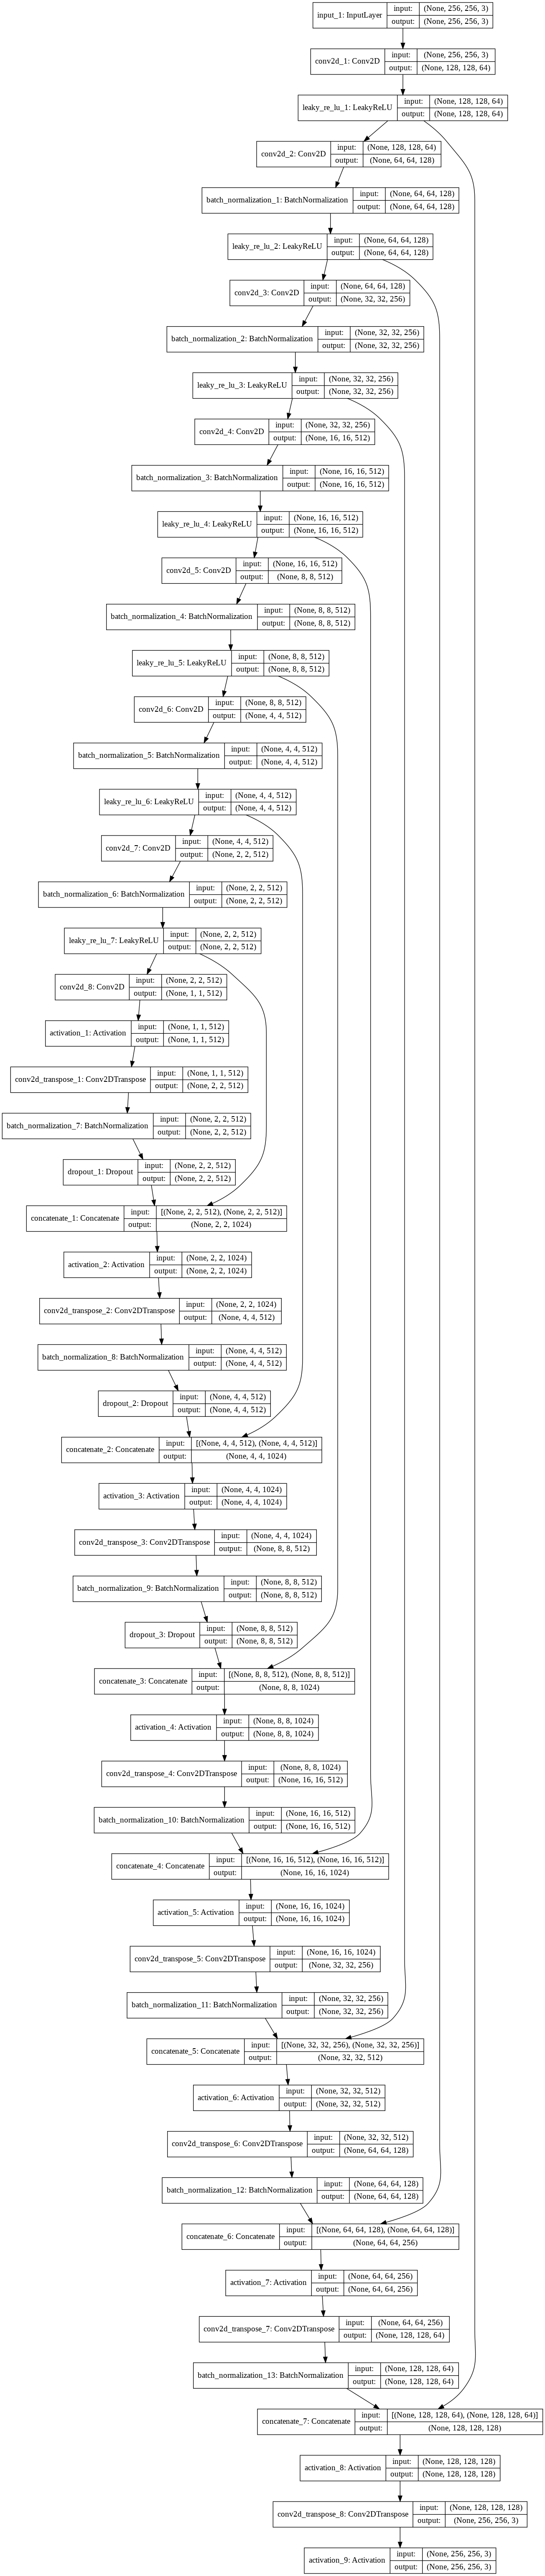 input_1: InputLayer
input: (None, 256, 256, 3)
output: (None, 256, 256, 3)
conv2d_1: Conv2D
input: (None, 256, 256, 3)
output: (None, 128, 128, 64)
leaky_re_lu_1: LeakyReLU
input: (None, 128, 128, 64)
output: (None, 128, 128, 64)
conv2d_2: Conv2D
input: (None, 128, 128, 64)
output: (None, 64, 64, 128)
batch_normalization_1: BatchNormalization
input: (None, 64, 64, 128)
output: (None, 64, 64, 128)
leaky_re_lu_2: LeakyReLU
input: (None, 64, 64, 128)
output: (None, 64, 64, 128)
conv2d_3: Conv2D
input: (None, 64, 64, 128)
output: (None, 32, 32, 256)
batch_normalization_2: BatchNormalization
input: (None, 32, 32, 256)
output: (None, 32, 32, 256)
leaky_re_lu_3: LeakyReLU
input: (None, 32, 32, 256)
output: (None, 32, 32, 256)
conv2d_4: Conv2D
input: (None, 32, 32, 256)
output: (None, 16, 16, 512)
batch_normalization_3: BatchNormalization
input: (None, 16, 16, 512)
output: (None, 16, 16, 512)
leaky_re_lu_4: LeakyReLU
input: (None, 16, 16, 512)
output: (None, 16, 16, 512)
conv2d_5: Conv2D
input: (None, 16, 16, 512)
output: (None, 8, 8, 512)
batch_normalization_4: BatchNormalization
input: (None, 8, 8, 512)
output: (None, 8, 8, 512)
leaky_re_lu_5: LeakyReLU
input: (None, 8, 8, 512)
output: (None, 8, 8, 512)
conv2d_6: Conv2D
input: (None, 8, 8, 512)
output: (None, 4, 4, 512)
batch_normalization_5: BatchNormalization
input: (None, 4, 4, 512)
output: (None, 4, 4, 512)
leaky_re_lu_6: LeakyReLU
input: (None, 4, 4, 512)
output: (None, 4, 4, 512)
conv2d_7: Conv2D
input: (None, 4, 4, 512)
output: (None, 2, 2, 512)
batch_normalization_6: BatchNormalization
input: (None, 2, 2, 512)
output: (None, 2, 2, 512)
leaky_re_lu_7: LeakyReLU
input: (None, 2, 2, 512)
output: (None, 2, 2, 512)
conv2d_8: Conv2D
input: (None, 2, 2, 512)
output: (None, 1, 1, 512)
activation_1: Activation
input: (None, 1, 1, 512)
output: (None, 1, 1, 512)
conv2d_transpose_1: Conv2DTranspose
input: (None, 1, 1, 512)
output: (None, 2, 2, 512)
batch_normalization_7: BatchNormalization
input: (None, 2, 2, 512)
output: (None, 2, 2, 512)
dropout_1: Dropout
input: (None, 2, 2, 512)
output: (None, 2, 2, 512)
concatenate_1: Concatenate
input: [(None, 2, 2, 512), (None, 2, 2, 512)]
output: (None, 2, 2, 1024)
activation_2: Activation
input: (None, 2, 2, 1024)
output: (None, 2, 2, 1024)
conv2d_transpose_2: Conv2DTranspose
input: (None, 2, 2, 1024)
output: (None, 4, 4, 512)
batch_normalization_8: BatchNormalization
input: (None, 4, 4, 512)
output: (None, 4, 4, 512)
dropout_2: Dropout
input: (None, 4, 4, 512)
output: (None, 4, 4, 512)
concatenate_2: Concatenate
input: [(None, 4, 4, 512), (None, 4, 4, 512)]
output: (None, 4, 4, 1024)
activation_3: Activation
input: (None, 4, 4, 1024)
output: (None, 4, 4, 1024)
conv2d_transpose_3: Conv2DTranspose
input: (None, 4, 4, 1024)
output: (None, 8, 8, 512)
batch_normalization_9: BatchNormalization
input: (None, 8, 8, 512)
output: (None, 8, 8, 512)
dropout_3: Dropout
input: (None, 8, 8, 512)
output: (None, 8, 8, 512)
concatenate_3: Concatenate
input: [(None, 8, 8, 512), (None, 8, 8, 512)]
output: (None, 8, 8, 1024)
activation_4: Activation
input: (None, 8, 8, 1024)
output: (None, 8, 8, 1024)
conv2d_transpose_4: Conv2DTranspose
input: (None, 8, 8, 1024)
output: (None, 16, 16, 512)
batch_normalization_10: BatchNormalization
input: (None, 16, 16, 512)
output: (None, 16, 16, 512)
concatenate_4: Concatenate
input: [(None, 16, 16, 512), (None, 16, 16, 512)]
output: (None, 16, 16, 1024)
activation_5: Activation
input: (None, 16, 16, 1024)
output: (None, 16, 16, 1024)
conv2d_transpose_5: Conv2DTranspose
input: (None, 16, 16, 1024)
output: (None, 32, 32, 256)
batch_normalization_11: BatchNormalization
input: (None, 32, 32, 256)
output: (None, 32, 32, 256)
concatenate_5: Concatenate
input: [(None, 32, 32, 256), (None, 32, 32, 256)]
output: (None, 32, 32, 512)
activation_6: Activation
input: (None, 32, 32, 512)
output: (None, 32, 32, 512)
conv2d_transpose_6: Conv2DTranspose
input: (None, 32, 32, 512)
output: (None, 64, 64, 128)
batch_normalization_12: BatchNormalization
input: (None, 64, 64, 128)
output: (None, 64, 64, 128)
concatenate_6: Concatenate
input: [(None, 64, 64, 128), (None, 64, 64, 128)]
output: (None, 64, 64, 256)
activation_7: Activation
input: (None, 64, 64, 256)
output: (None, 64, 64, 256)
conv2d_transpose_7: Conv2DTranspose
input: (None, 64, 64, 256)
output: (None, 128, 128, 64)
batch_normalization_13: BatchNormalization
input: (None, 128, 128, 64)
output: (None, 128, 128, 64)
concatenate_7: Concatenate
input: [(None, 128, 128, 64), (None, 128, 128, 64)]
output: (None, 128, 128, 128)
activation_8: Activation
input: (None, 128, 128, 128)
output: (None, 128, 128, 128)
conv2d_transpose_8: Conv2DTranspose
input: (None, 128, 128, 128)
output: (None, 256, 256, 3)
activation_9: Activation
input: (None, 256, 256, 3)
output: (None, 256, 256, 3)